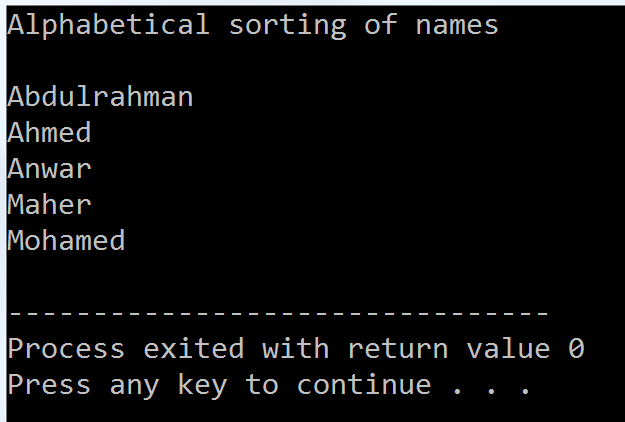 Alphabetical sorting of names
Abdulrahman
Ahmed
Anwar
Maher
Mohamed
--------------------------------
Process exited with return value 0
Press any key to continue . . .